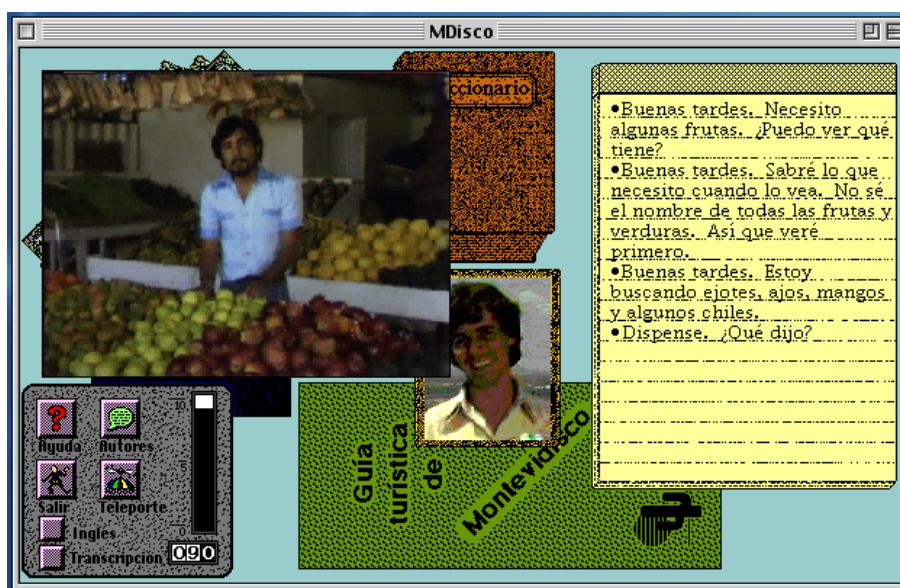 MDisco
ccionario
•Buenas tardes. Necesito
algunas frutas. ¿Puedo ver qué
tiene?
•Buenas tardes. Sabré lo que
necesito cuando lo vea. No sé
el nombre de todas las frutas y
verduras. Así que veré
primero.
•Buenas tardes. Estoy
buscando ejotes, ajos, mangos
y algunos chiles.
•Dispense. ¿Qué dijo?
Guía
turística
de
Montevidisco
Ayuda Autores
Salir Teleporte
Ingles
Transcripcion
10
5
0
090